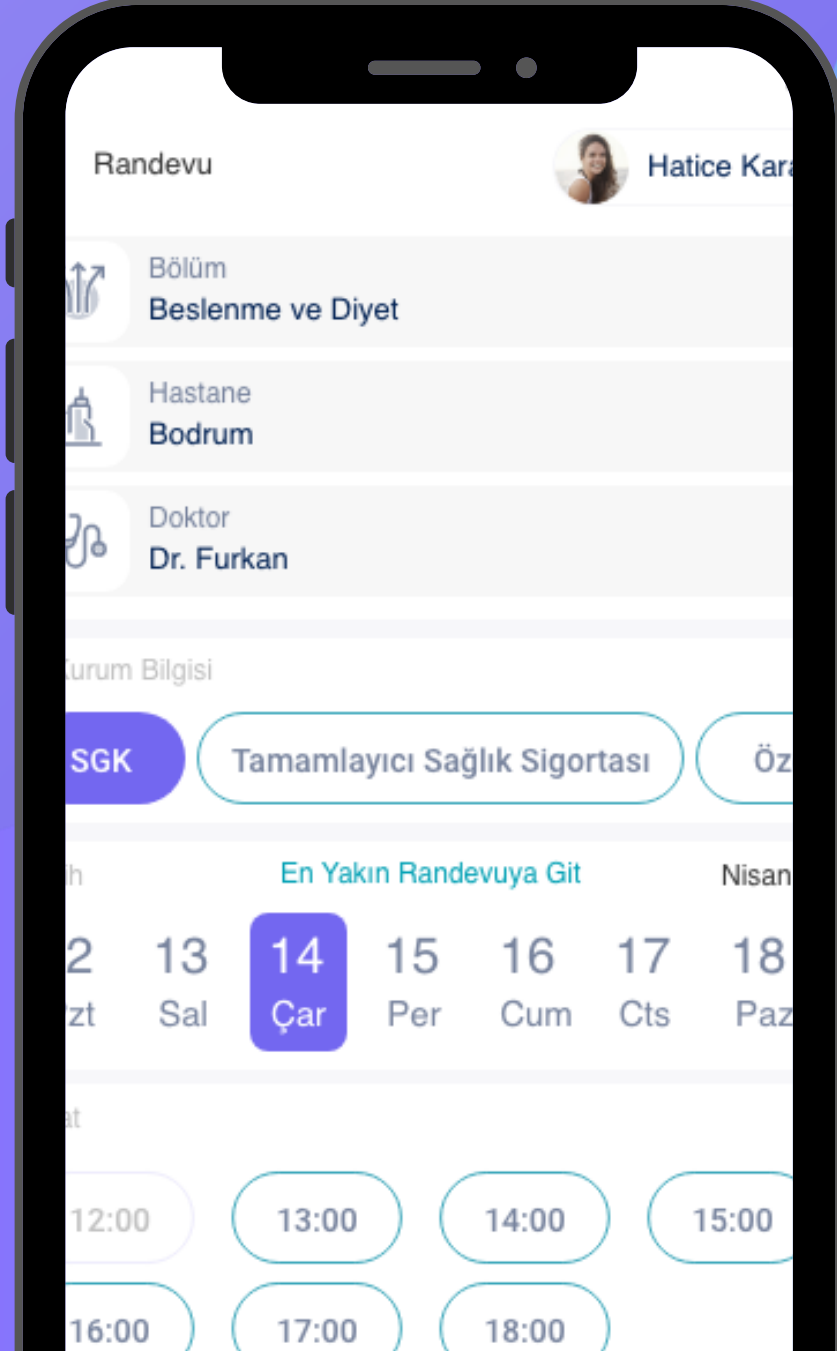 Randevu Hatice
Bölüm
Beslenme ve Diyet
Hastane
Bodrum
Doktor
Dr. Furkan
Bilgisi
SGK Tamamlayıcı Sağlık Sigortası
En Yakın Randevuya Git Nisan
13 14 15 16 17 18
Sal Çar Per Cum Cts Paz
12:00 13:00 14:00 15:00
16:00 17:00 18:00